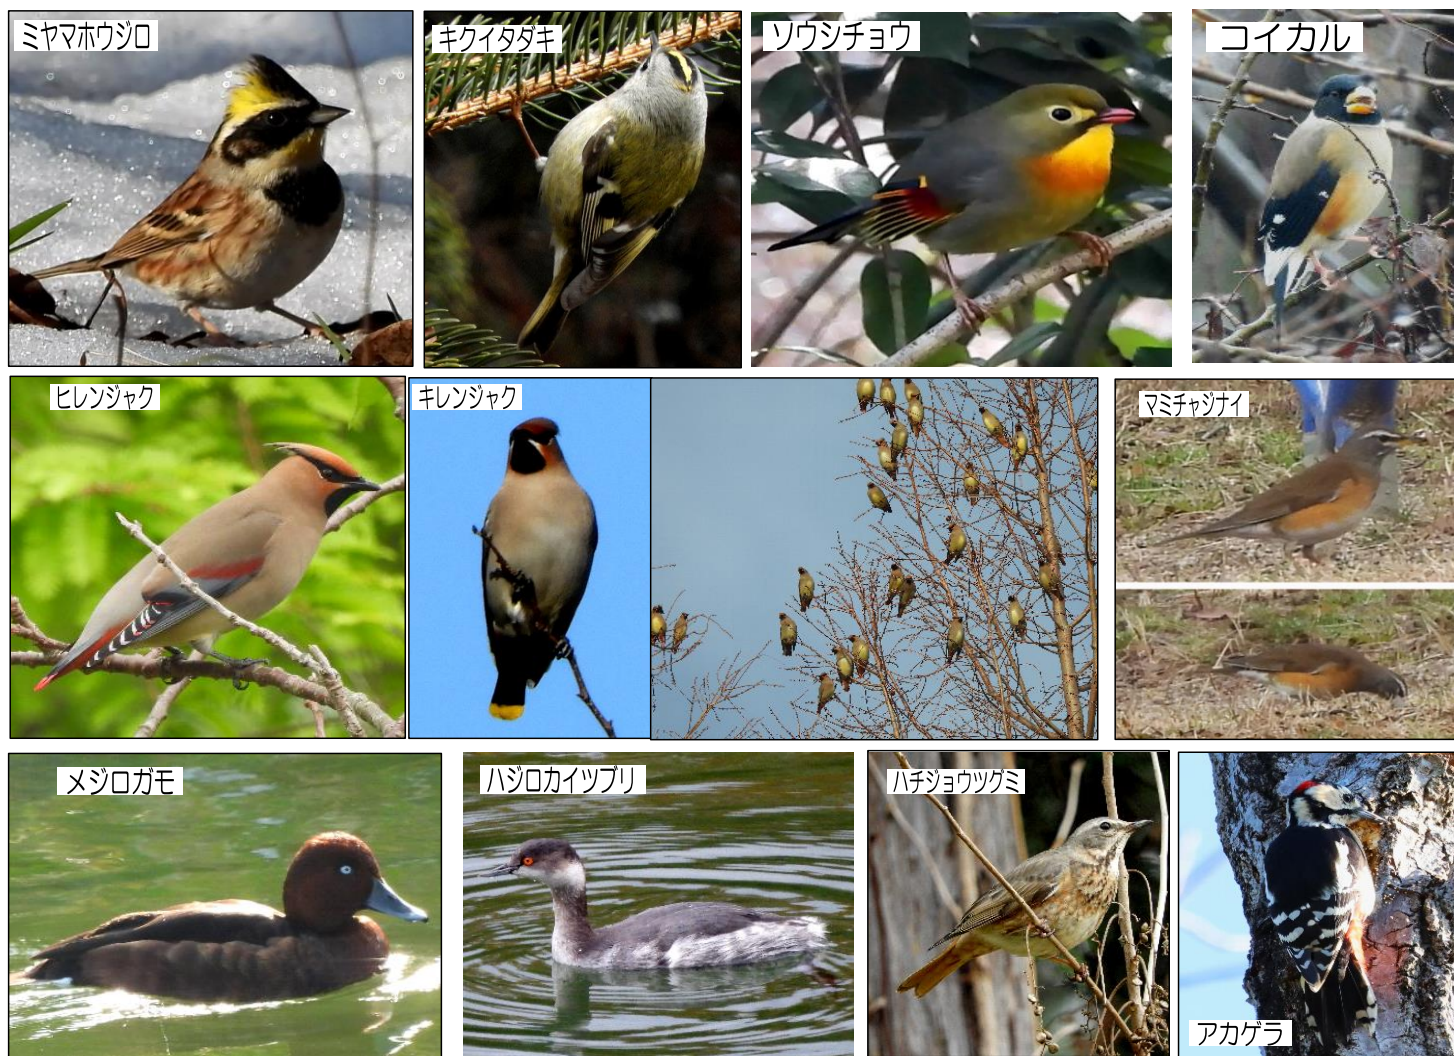 ミヤマホウジロ
キクイタダキ
ソウシチョウ
コイカル
ヒレンジャク
キレンジャク
マミチャジナイ
メジロガモ
ハジロカイツブリ
ハチジョウツグミ
アカゲラ